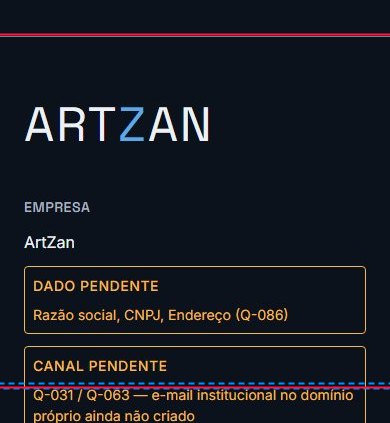 ARTZAN
EMPRESA
ArtZan
DADO PENDENTE
Razão social, CNPJ, Endereço (Q-086)
CANAL PENDENTE
Q-031 / Q-063 — e-mail institucional no domínio
próprio ainda não criado